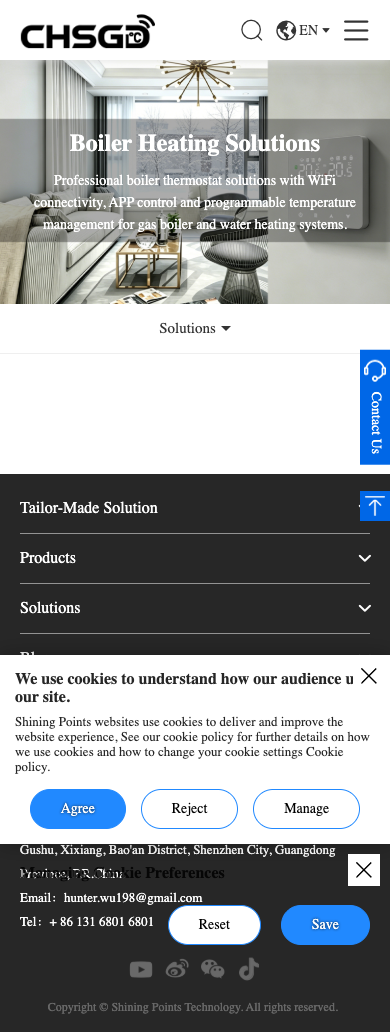 CHSGD
℃
EN
Boiler Heating Solutions
Professional boiler thermostat solutions with WiFi
connectivity, APP control and programmable temperature
management for gas boiler and water heating systems.
Solutions
Contact Us
Tailor-Made Solution
Products
Solutions
We use cookies to understand how our audience u
our site.
Shining Points websites use cookies to deliver and improve the
website experience, See our cookie policy for further details on how
we use cookies and how to change your cookie settings Cookie
policy.
Agree
Reject
Manage
Gushu, Xixiang, Bao'an District, Shenzhen City, Guangdong
Cookie Preferences
Email：hunter.wu198@gmail.com
Tel：+ 86 131 6801 6801
Reset
Save
Copyright © Shining Points Technology. All rights reserved.